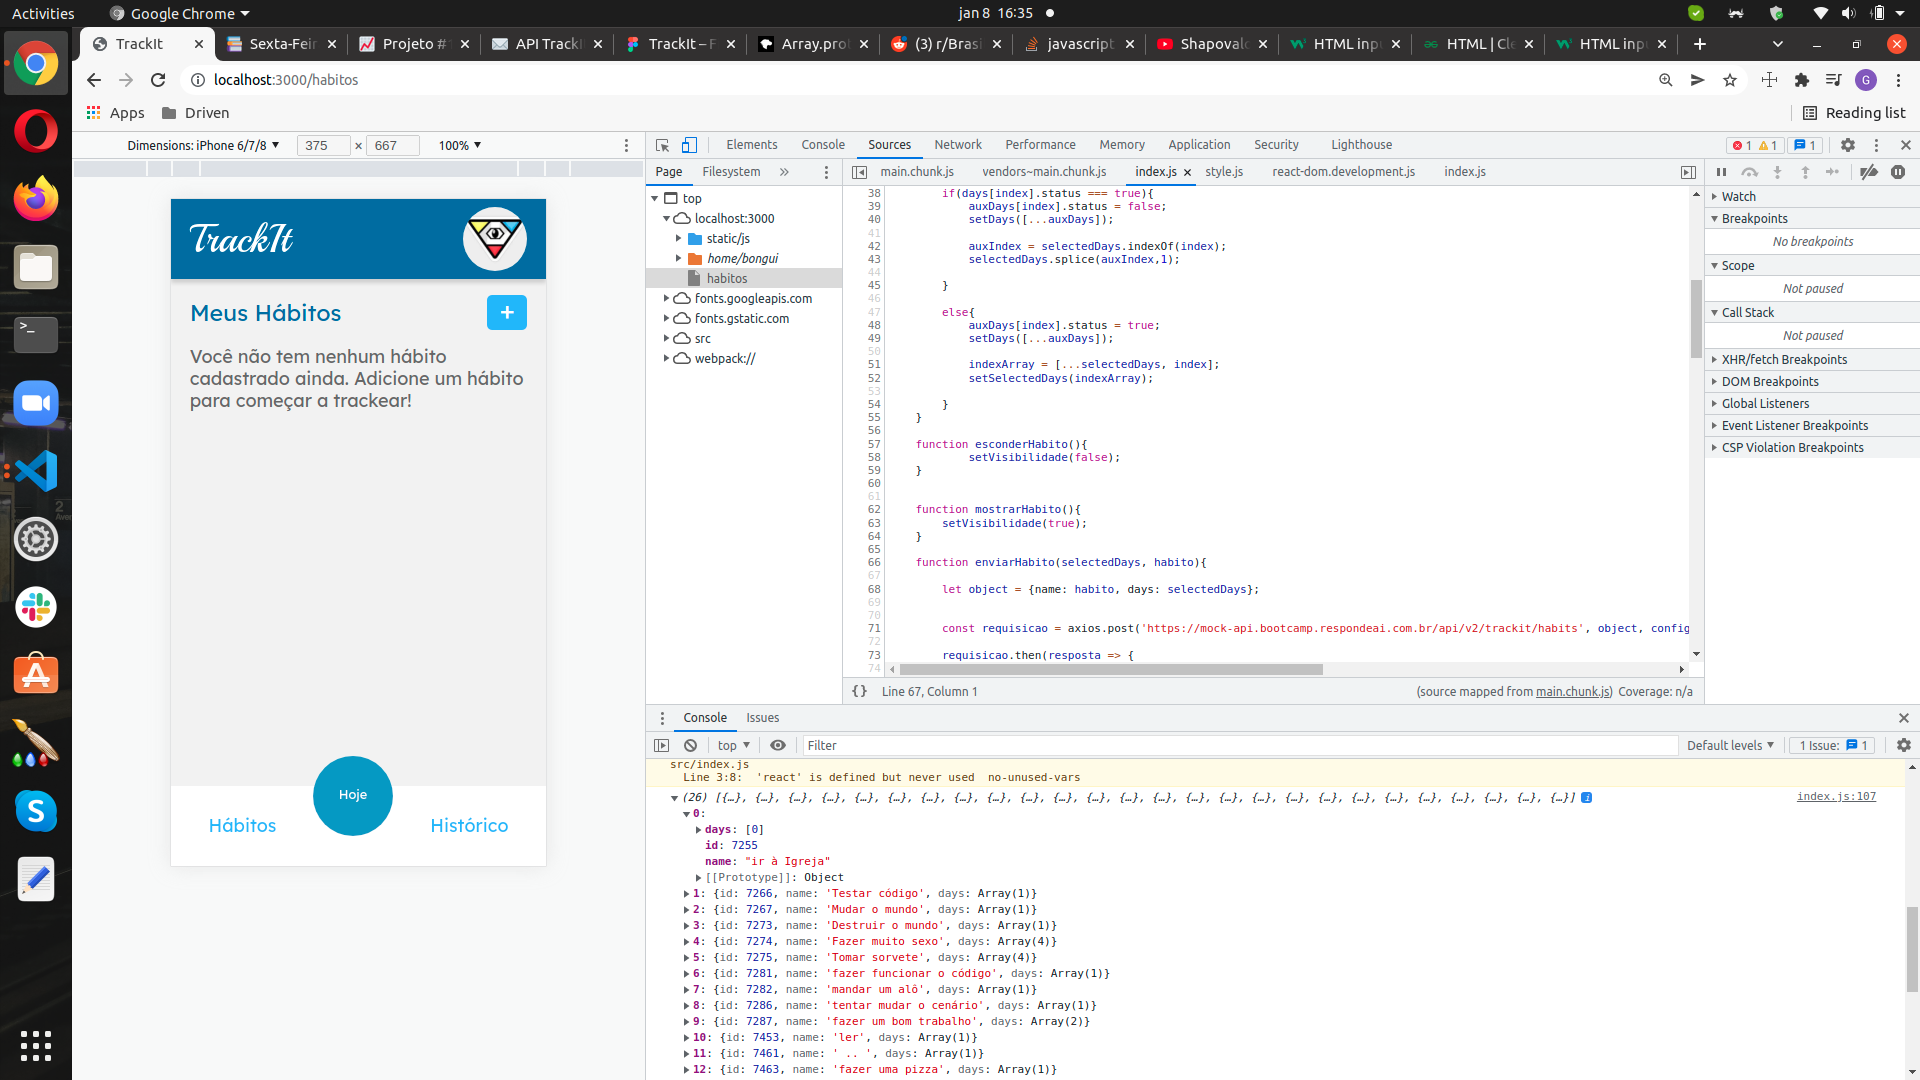 Activities
Google Chrome
jan 8 16:35
TrackIt
Sexta-Feir
Projeto #
API Track
TrackIt – F
Array.pro
(3) r/Brasi
javascript
Shapoval
HTML inp
HTML | Cl
HTML inp
localhost:3000/habitos
Apps
Driven
Reading list
Dimensions: iPhone 6/7/8
375 × 667
100%
Elements
Console
Sources
Network
Performance
Memory
Application
Security
Lighthouse
1
1
1
Page
Filesystem
main.chunk.js
vendors~main.chunk.js
index.js
style.js
react-dom.development.js
index.js
top
localhost:3000
static/js
home/bongui
habitos
fonts.googleapis.com
fonts.gstatic.com
src
webpack://
TrackIt
Meus Hábitos
+
Você não tem nenhum hábito
cadastrado ainda. Adicione um hábito
para começar a trackear!
Hábitos
Hoje
Histórico
38 if(days[index].status === true){
39 auxDays[index].status = false;
40 setDays([...auxDays]);
41
42 auxIndex = selectedDays.indexOf(index);
43 selectedDays.splice(auxIndex,1);
44
45 }
46
47 else{
48 auxDays[index].status = true;
49 setDays([...auxDays]);
50
51 indexArray = [...selectedDays, index];
52 setSelectedDays(indexArray);
53
54 }
55 }
56
57 function esconderHabito(){
58 setVisibilidade(false);
59 }
60
61
62 function mostrarHabito(){
63 setVisibilidade(true);
64 }
65
66 function enviarHabito(selectedDays, habito){
67
68 let object = {name: habito, days: selectedDays};
69
70
71 const requisicao = axios.post('https://mock-api.bootcamp.respondeai.com.br/api/v2/trackit/habits', object, config
72
73 requisicao.then(resposta => {
74
{} Line 67, Column 1
(source mapped from main.chunk.js) Coverage: n/a
Watch
Breakpoints
No breakpoints
Scope
Not paused
Call Stack
Not paused
XHR/fetch Breakpoints
DOM Breakpoints
Global Listeners
Event Listener Breakpoints
CSP Violation Breakpoints
Console
Issues
top
Filter
Default levels
1 Issue: 1
src/index.js
Line 3:8: 'react' is defined but never used no-unused-vars
(26) [{…}, {…}, {…}, {…}, {…}, {…}, {…}, {…}, {…}, {…}, {…}, {…}, {…}, {…}, {…}, {…}, {…}, {…}, {…}, {…}, {…}, {…}, {…}, {…}, {…}, {…}]
index.js:107
0:
days: [0]
id: 7255
name: "ir à Igreja"
[[Prototype]]: Object
1: {id: 7266, name: 'Testar código', days: Array(1)}
2: {id: 7267, name: 'Mudar o mundo', days: Array(1)}
3: {id: 7273, name: 'Destruir o mundo', days: Array(1)}
4: {id: 7274, name: 'Fazer muito sexo', days: Array(4)}
5: {id: 7275, name: 'Tomar sorvete', days: Array(4)}
6: {id: 7281, name: 'fazer funcionar o código', days: Array(1)}
7: {id: 7282, name: 'mandar um alô', days: Array(1)}
8: {id: 7286, name: 'tentar mudar o cenário', days: Array(1)}
9: {id: 7287, name: 'fazer um bom trabalho', days: Array(2)}
10: {id: 7453, name: 'ler', days: Array(1)}
11: {id: 7461, name: ' .. ', days: Array(1)}
12: {id: 7463, name: 'fazer uma pizza', days: Array(1)}